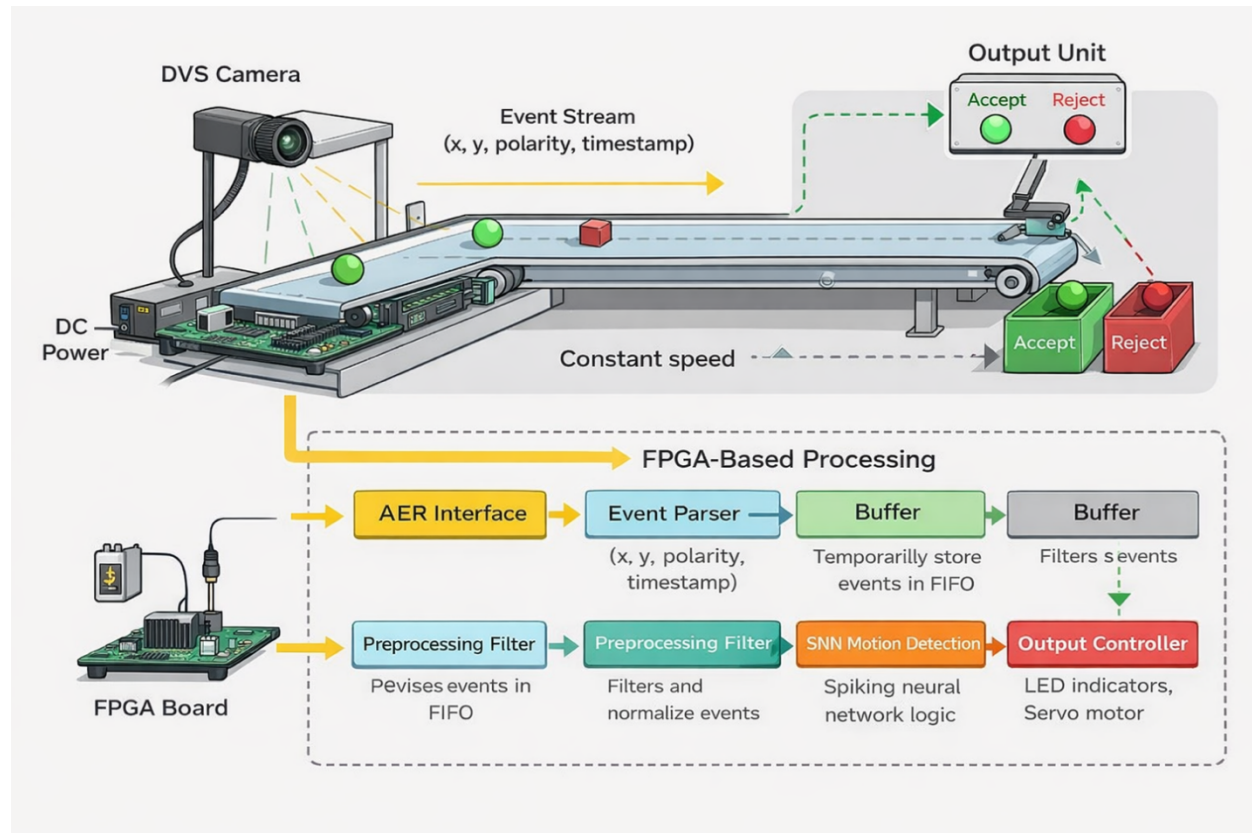 DVS Camera
Output Unit
Accept
Reject
Event Stream
(x, y, polarity, timestamp)
DC
Power
Constant speed
Accept
Reject
FPGA-Based Processing
AER Interface
Event Parser
Buffer
Buffer
(x, y, polarity,
timestamp)
Temporarilly store
events in FIFO
Filters s events
Preprocessing Filter
Preprocessing Filter
SNN Motion Detection
Output Controller
Pevises events in
FIFO
Filters and
normalize events
Spiking neural
network logic
LED indicators,
Servo motor
FPGA Board